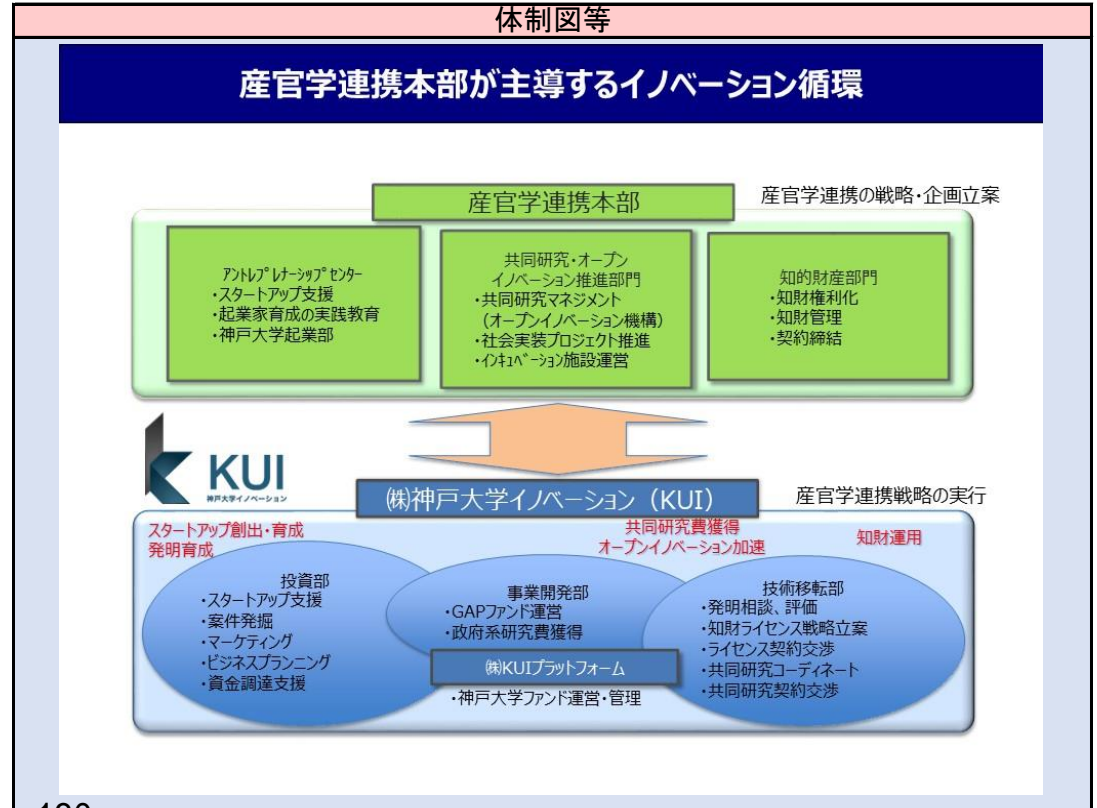 体制図等
産官学連携本部が主導するイノベーション循環
産官学連携本部
産官学連携の戦略・企画立案
ｱﾝﾄﾚﾌﾟﾚﾅｰｼｯﾌﾟｾﾝﾀｰ
・スタートアップ支援
・起業家育成の実践教育
・神戸大学起業部
共同研究・オープン
イノベーション推進部門
・共同研究マネジメント
（オープンイノベーション機構）
・社会実装プロジェクト推進
・ｲﾝｷｭﾍﾞｰｼｮﾝ施設運営
知的財産部門
・知財権利化
・知財管理
・契約締結
KUI
神戸大学イノベーション
㈱神戸大学イノベーション（KUI）
産官学連携戦略の実行
スタートアップ創出・育成
発明育成
共同研究費獲得
オープンイノベーション加速
知財運用
投資部
・スタートアップ支援
・案件発掘
・マーケティング
・ビジネスプランニング
・資金調達支援
事業開発部
・GAPファンド運営
・政府系研究費獲得
㈱KUIプラットフォーム
・神戸大学ファンド運営・管理
技術移転部
・発明相談、評価
・知財ライセンス戦略立案
・ライセンス契約交渉
・共同研究コーディネート
・共同研究契約交渉